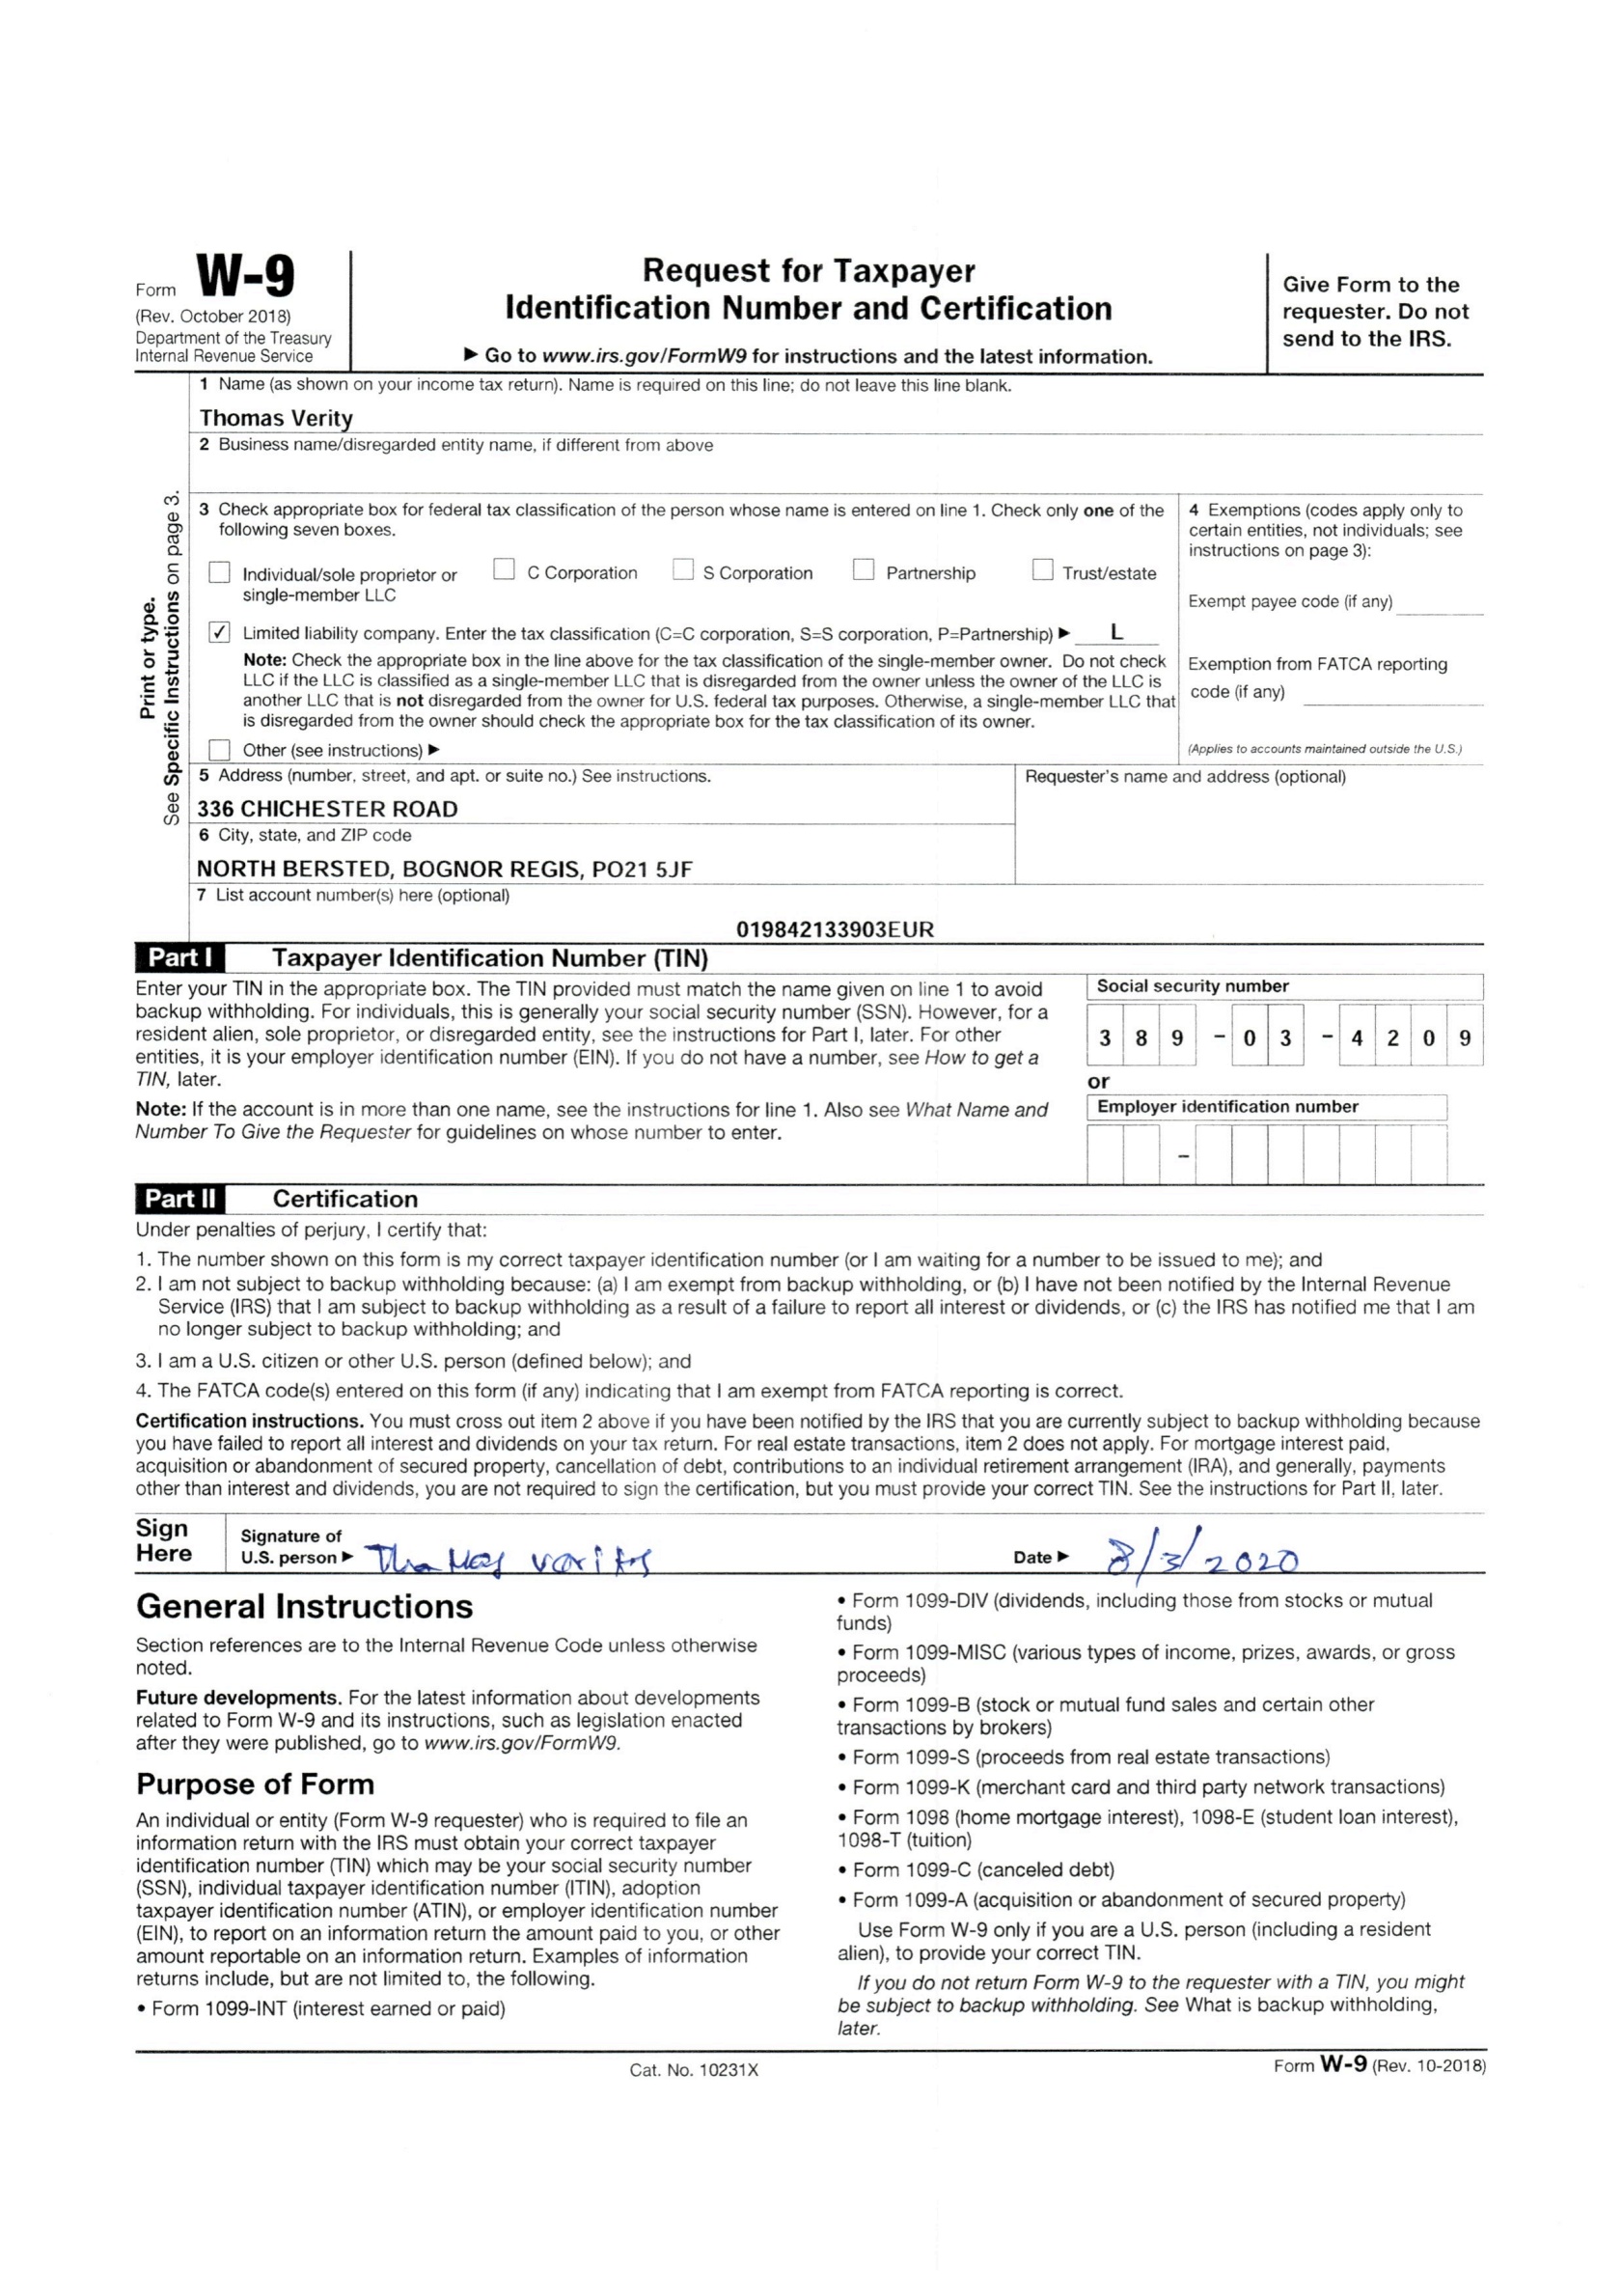 Form W-9
(Rev. October 2018)
Department of the Treasury
Internal Revenue Service
Request for Taxpayer
Identification Number and Certification
▶ Go to www.irs.gov/FormW9 for instructions and the latest information.
Give Form to the
requester. Do not
send to the IRS.
Print or type.
See Specific Instructions on page 3.
1 Name (as shown on your income tax return). Name is required on this line; do not leave this line blank.
Thomas Verity
2 Business name/disregarded entity name, if different from above
3 Check appropriate box for federal tax classification of the person whose name is entered on line 1. Check only one of the
following seven boxes.
Individual/sole proprietor or
single-member LLC
C Corporation
S Corporation
Partnership
Trust/estate
✓ Limited liability company. Enter the tax classification (C=C corporation, S=S corporation, P=Partnership) ▶ L
Note: Check the appropriate box in the line above for the tax classification of the single-member owner. Do not check
LLC if the LLC is classified as a single-member LLC that is disregarded from the owner unless the owner of the LLC is
another LLC that is not disregarded from the owner for U.S. federal tax purposes. Otherwise, a single-member LLC that
is disregarded from the owner should check the appropriate box for the tax classification of its owner.
Other (see instructions) ▶
4 Exemptions (codes apply only to
certain entities, not individuals; see
instructions on page 3):
Exempt payee code (if any)
Exemption from FATCA reporting
code (if any)
(Applies to accounts maintained outside the U.S.)
5 Address (number, street, and apt. or suite no.) See instructions.
336 CHICHESTER ROAD
6 City, state, and ZIP code
NORTH BERSTED, BOGNOR REGIS, PO21 5JF
Requester's name and address (optional)
7 List account number(s) here (optional)
019842133903EUR
Part I Taxpayer Identification Number (TIN)
Enter your TIN in the appropriate box. The TIN provided must match the name given on line 1 to avoid
backup withholding. For individuals, this is generally your social security number (SSN). However, for a
resident alien, sole proprietor, or disregarded entity, see the instructions for Part I, later. For other
entities, it is your employer identification number (EIN). If you do not have a number, see How to get a
TIN, later.
Note: If the account is in more than one name, see the instructions for line 1. Also see What Name and
Number To Give the Requester for guidelines on whose number to enter.
Social security number
3 8 9 - 0 3 - 4 2 0 9
or
Employer identification number
-
Part II Certification
Under penalties of perjury, I certify that:
1. The number shown on this form is my correct taxpayer identification number (or I am waiting for a number to be issued to me); and
2. I am not subject to backup withholding because: (a) I am exempt from backup withholding, or (b) I have not been notified by the Internal Revenue
Service (IRS) that I am subject to backup withholding as a result of a failure to report all interest or dividends, or (c) the IRS has notified me that I am
no longer subject to backup withholding; and
3. I am a U.S. citizen or other U.S. person (defined below); and
4. The FATCA code(s) entered on this form (if any) indicating that I am exempt from FATCA reporting is correct.
Certification instructions. You must cross out item 2 above if you have been notified by the IRS that you are currently subject to backup withholding because
you have failed to report all interest and dividends on your tax return. For real estate transactions, item 2 does not apply. For mortgage interest paid,
acquisition or abandonment of secured property, cancellation of debt, contributions to an individual retirement arrangement (IRA), and generally, payments
other than interest and dividends, you are not required to sign the certification, but you must provide your correct TIN. See the instructions for Part II, later.
Sign
Here
Signature of
U.S. person ▶
Date ▶ 8/3/2020
General Instructions
Section references are to the Internal Revenue Code unless otherwise
noted.
Future developments. For the latest information about developments
related to Form W-9 and its instructions, such as legislation enacted
after they were published, go to www.irs.gov/FormW9.
Purpose of Form
An individual or entity (Form W-9 requester) who is required to file an
information return with the IRS must obtain your correct taxpayer
identification number (TIN) which may be your social security number
(SSN), individual taxpayer identification number (ITIN), adoption
taxpayer identification number (ATIN), or employer identification number
(EIN), to report on an information return the amount paid to you, or other
amount reportable on an information return. Examples of information
returns include, but are not limited to, the following.
• Form 1099-INT (interest earned or paid)
• Form 1099-DIV (dividends, including those from stocks or mutual
funds)
• Form 1099-MISC (various types of income, prizes, awards, or gross
proceeds)
• Form 1099-B (stock or mutual fund sales and certain other
transactions by brokers)
• Form 1099-S (proceeds from real estate transactions)
• Form 1099-K (merchant card and third party network transactions)
• Form 1098 (home mortgage interest), 1098-E (student loan interest),
1098-T (tuition)
• Form 1099-C (canceled debt)
• Form 1099-A (acquisition or abandonment of secured property)
Use Form W-9 only if you are a U.S. person (including a resident
alien), to provide your correct TIN.
If you do not return Form W-9 to the requester with a TIN, you might
be subject to backup withholding. See What is backup withholding,
later.
Cat. No. 10231X
Form W-9 (Rev. 10-2018)